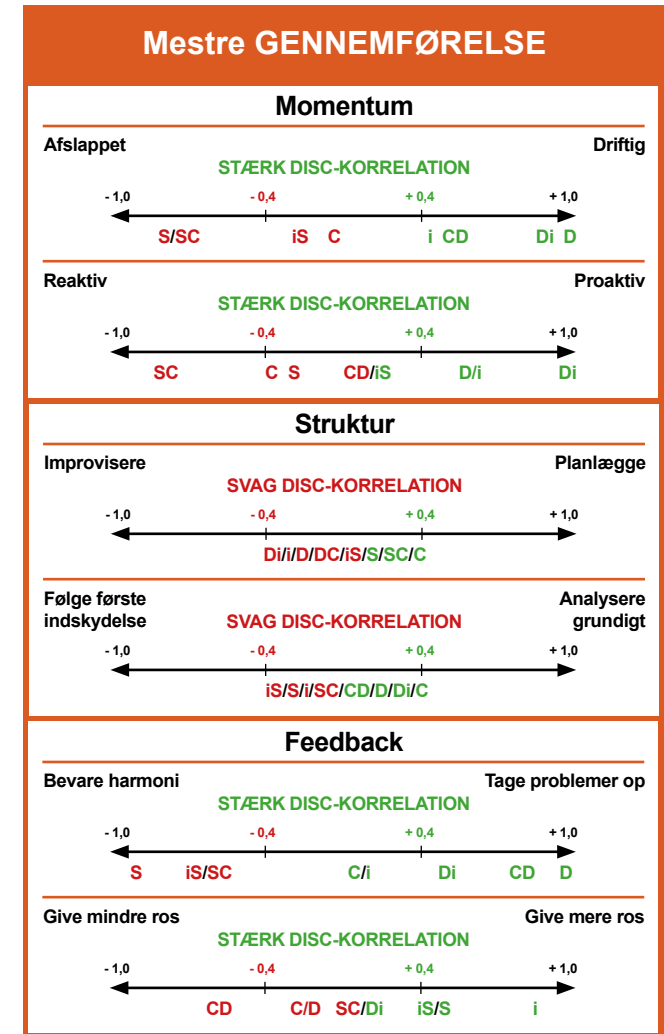 Mestre GENNEMFØRELSE
Momentum
Afslappet Driftig
STÆRK DISC-KORRELATION
- 1,0 - 0,4 + 0,4 + 1,0
S/SC iS C i CD Di D
Reaktiv Proaktiv
STÆRK DISC-KORRELATION
- 1,0 - 0,4 + 0,4 + 1,0
SC C S CD/iS D/i Di
Struktur
Improvisere Planlægge
SVAG DISC-KORRELATION
- 1,0 - 0,4 + 0,4 + 1,0
Di/i/D/DC/iS/S/SC/C
Følge første Analysere
indskydelse SVAG DISC-KORRELATION grundigt
- 1,0 - 0,4 + 0,4 + 1,0
iS/S/i/SC/CD/D/Di/C
Feedback
Bevare harmoni Tage problemer op
STÆRK DISC-KORRELATION
- 1,0 - 0,4 + 0,4 + 1,0
S iS/SC C/i Di CD D
Give mindre ros Give mere ros
STÆRK DISC-KORRELATION
- 1,0 - 0,4 + 0,4 + 1,0
CD C/D SC/Di iS/S i